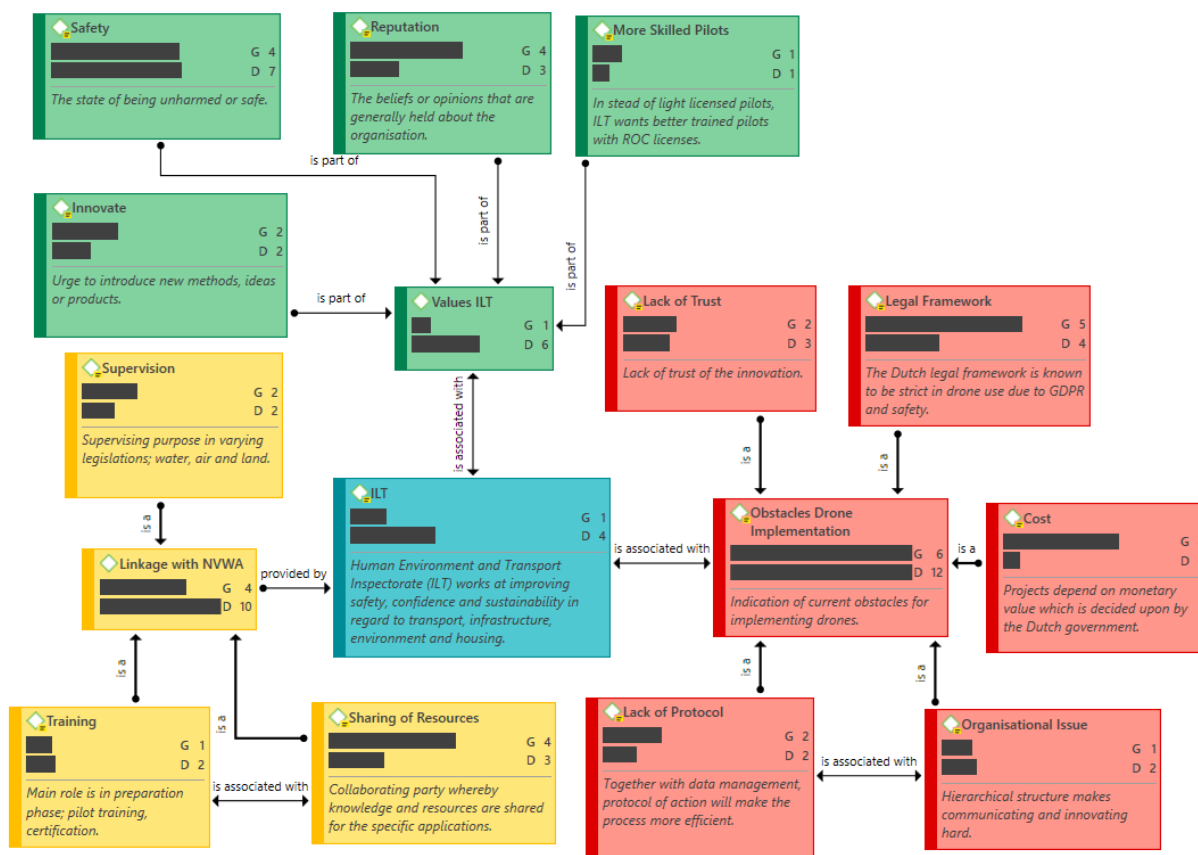 Safety
G 4
D 7
The state of being unharmed or safe.
Reputation
G 4
D 3
The beliefs or opinions that are
generally held about the
organisation.
More Skilled Pilots
G 1
D 1
In stead of light licensed pilots,
ILT wants better trained pilots
with ROC licenses.
is part of
is part of
is part of
Innovate
G 2
D 2
Urge to introduce new methods, ideas
or products.
is part of
Values ILT
G 1
D 6
Lack of Trust
G 2
D 3
Lack of trust of the innovation.
Legal Framework
G 5
D 4
The Dutch legal framework is known
to be strict in drone use due to GDPR
and safety.
Supervision
G 2
D 2
Supervising purpose in varying
legislations; water, air and land.
is associated with
is a
is a
is a
ILT
G 1
D 4
Human Environment and Transport
Inspectorate (ILT) works at improving
safety, confidence and sustainability in
regard to transport, infrastructure,
environment and housing.
is associated with
Obstacles Drone
Implementation
G 6
D 12
Indication of current obstacles for
implementing drones.
is a
Cost
G
D
Projects depend on monetary
value which is decided upon by
the Dutch government.
Linkage with NVWA
G 4
D 10
provided by
is a
is a
is a
is a
Training
G 1
D 2
Main role is in preparation
phase; pilot training,
certification.
is associated with
Sharing of Resources
G 4
D 3
Collaborating party whereby
knowledge and resources are shared
for the specific applications.
Lack of Protocol
G 2
D 2
Together with data management,
protocol of action will make the
process more efficient.
is associated with
Organisational Issue
G 1
D 2
Hierarchical structure makes
communicating and innovating
hard.